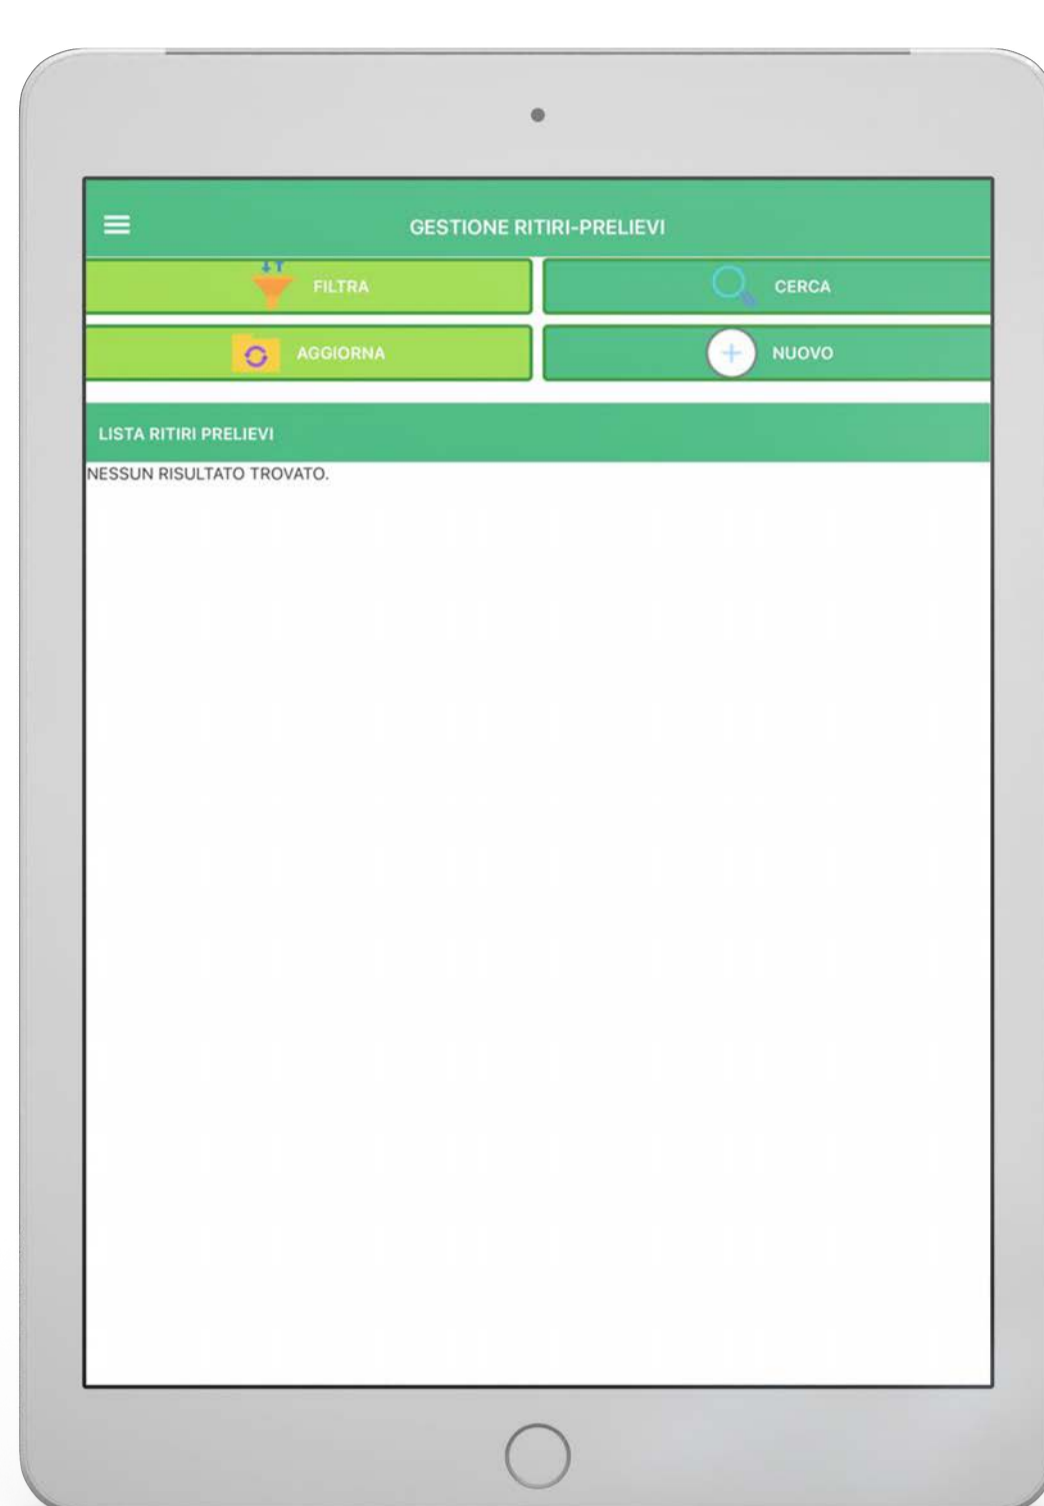 GESTIONE RITIRI-PRELIEVI
FILTRA
CERCA
AGGIORNA
NUOVO
LISTA RITIRI PRELIEVI
NESSUN RISULTATO TROVATO.